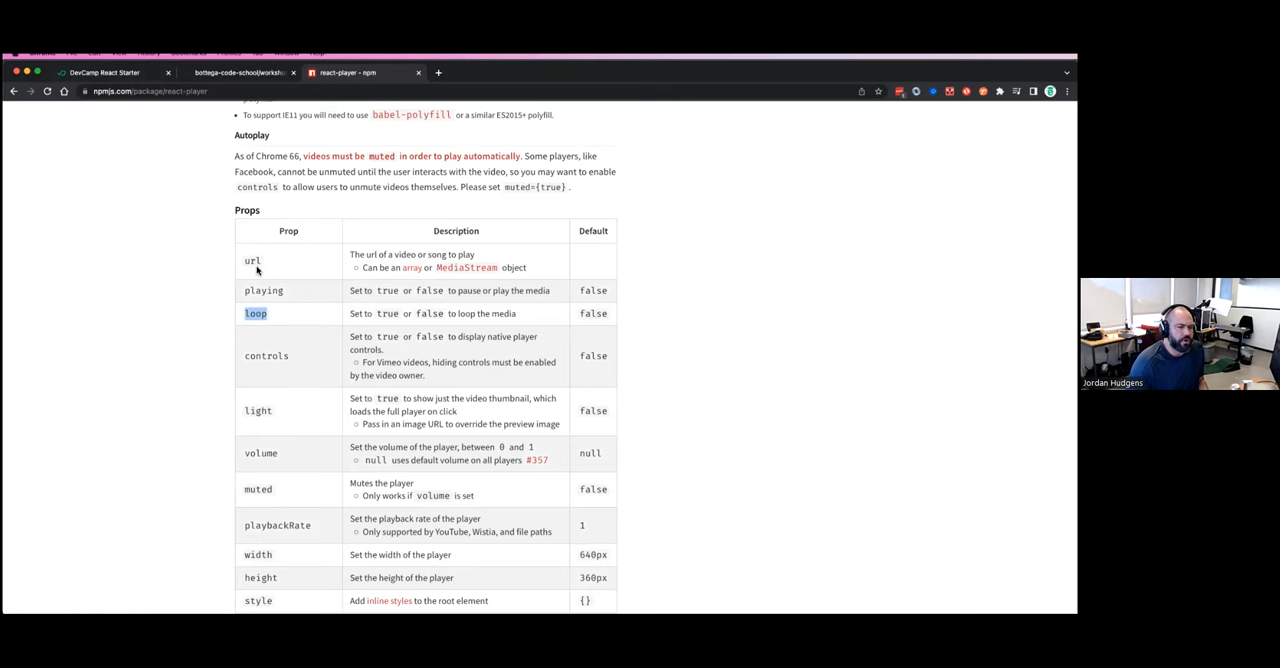 DevCamp React Starter
bottega-code-school/worksho
react-player - npm
npmjs.com/package/react-player
• To support IE11 you will need to use babel-polyfill or a similar ES2015+ polyfill.
Autoplay
As of Chrome 66, videos must be muted in order to play automatically. Some players, like
Facebook, cannot be unmuted until the user interacts with the video, so you may want to enable
controls to allow users to unmute videos themselves. Please set muted={true} .
Props
Prop Description Default
url The url of a video or song to play
Can be an array or MediaStream object
playing Set to true or false to pause or play the media false
loop Set to true or false to loop the media false
controls Set to true or false to display native player
controls.
For Vimeo videos, hiding controls must be enabled
by the video owner.
false
light Set to true to show just the video thumbnail, which
loads the full player on click
Pass in an image URL to override the preview image
false
volume Set the volume of the player, between 0 and 1
null uses default volume on all players #357
null
muted Mutes the player
Only works if volume is set
false
playbackRate Set the playback rate of the player
Only supported by YouTube, Wistia, and file paths
1
width Set the width of the player 640px
height Set the height of the player 360px
style Add inline styles to the root element {}
Jordan Hudgens